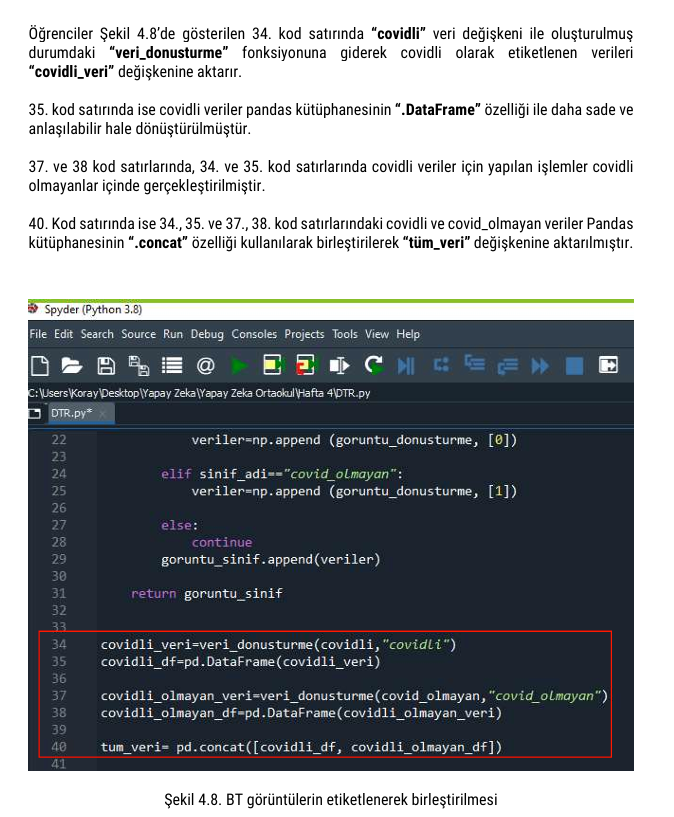 Öğrenciler Şekil 4.8’de gösterilen 34. kod satırında “covidli” veri değişkeni ile oluşturulmuş
durumdaki “veri_donusturme” fonksiyonuna giderek covidli olarak etiketlenen verileri
“covidli_veri” değişkenine aktarır.
35. kod satırında ise covidli veriler pandas kütüphanesinin “.DataFrame” özelliği ile daha sade ve
anlaşılabilir hale dönüştürülmüştür.
37. ve 38 kod satırlarında, 34. ve 35. kod satırlarında covidli veriler için yapılan işlemler covidli
olmayanlar içinde gerçekleştirilmiştir.
40. Kod satırında ise 34., 35. ve 37., 38. kod satırlarındaki covidli ve covid_olmayan veriler Pandas
kütüphanesinin “.concat” özelliği kullanılarak birleştirilerek “tüm_veri” değişkenine aktarılmıştır.
Spyder (Python 3.8)
File Edit Search Source Run Debug Consoles Projects Tools View Help
C:\Users\Koray\Desktop\Yapay Zeka\Yapay Zeka Ortaokul\Hafta 4\DTR.py
DTR.py*
22 veriler=np.append (goruntu_donusturme, [0])
23
24 elif sinif_adi=="covid_olmayan":
25 veriler=np.append (goruntu_donusturme, [1])
26
27 else:
28 continue
29 goruntu_sinif.append(veriler)
30
31 return goruntu_sinif
32
33
34 covidli_veri=veri_donusturme(covidli,"covidli")
35 covidli_df=pd.DataFrame(covidli_veri)
36
37 covidli_olmayan_veri=veri_donusturme(covid_olmayan,"covid_olmayan")
38 covidli_olmayan_df=pd.DataFrame(covidli_olmayan_veri)
39
40 tum_veri= pd.concat([covidli_df, covidli_olmayan_df])
41
Şekil 4.8. BT görüntülerin etiketlenerek birleştirilmesi